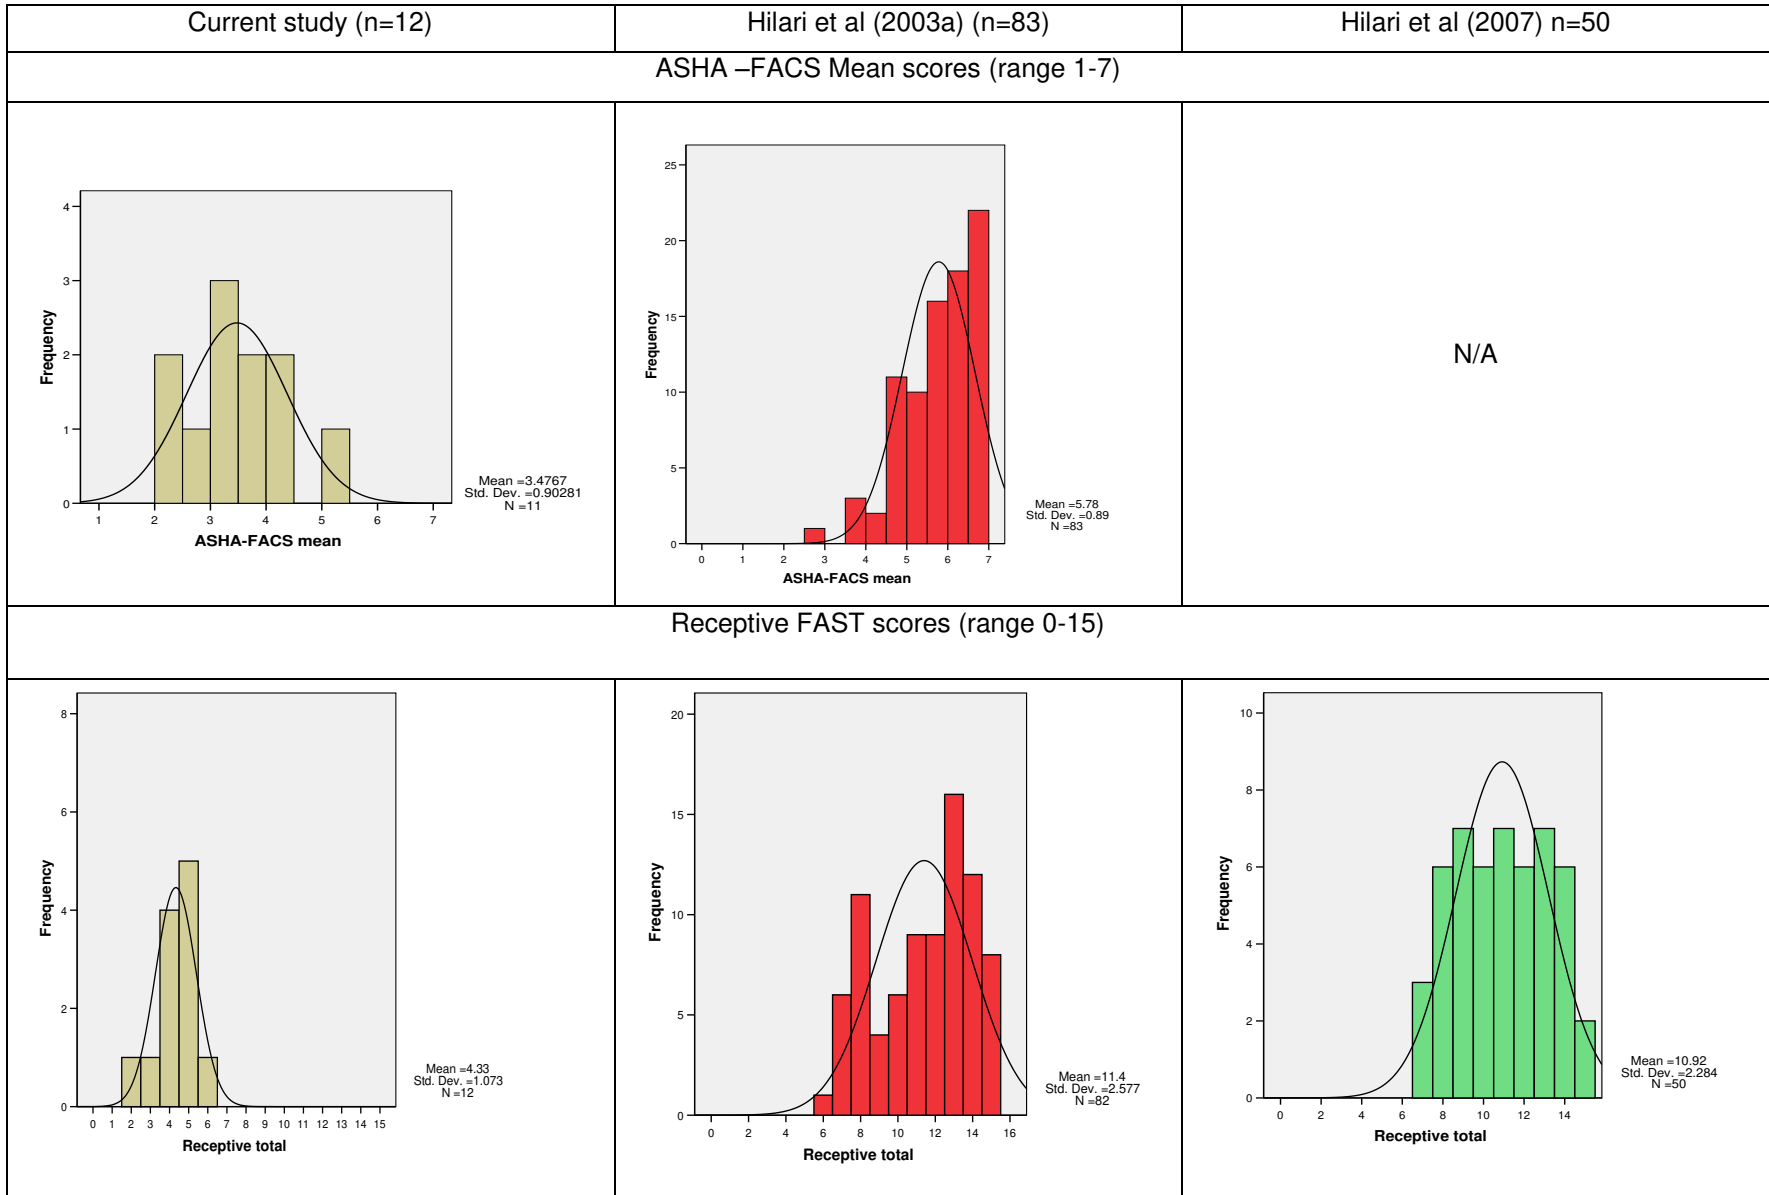 Current study (n=12)
Hilari et al (2003a) (n=83)
Hilari et al (2007) n=50
ASHA –FACS Mean scores (range 1-7)
4
3
2
1
0
Frequency
1 2 3 4 5 6 7
ASHA-FACS mean
Mean =3.4767
Std. Dev. =0.90281
N =11
25
20
15
10
5
0
Frequency
0 1 2 3 4 5 6 7
ASHA-FACS mean
Mean =5.78
Std. Dev. =0.89
N =83
N/A
Receptive FAST scores (range 0-15)
8
6
4
2
0
Frequency
0 1 2 3 4 5 6 7 8 9 10 11 12 13 14 15
Receptive total
Mean =4.33
Std. Dev. =1.073
N =12
20
15
10
5
0
Frequency
0 2 4 6 8 10 12 14 16
Receptive total
Mean =11.4
Std. Dev. =2.577
N =82
10
8
6
4
2
0
Frequency
0 2 4 6 8 10 12 14
Receptive total
Mean =10.92
Std. Dev. =2.284
N =50